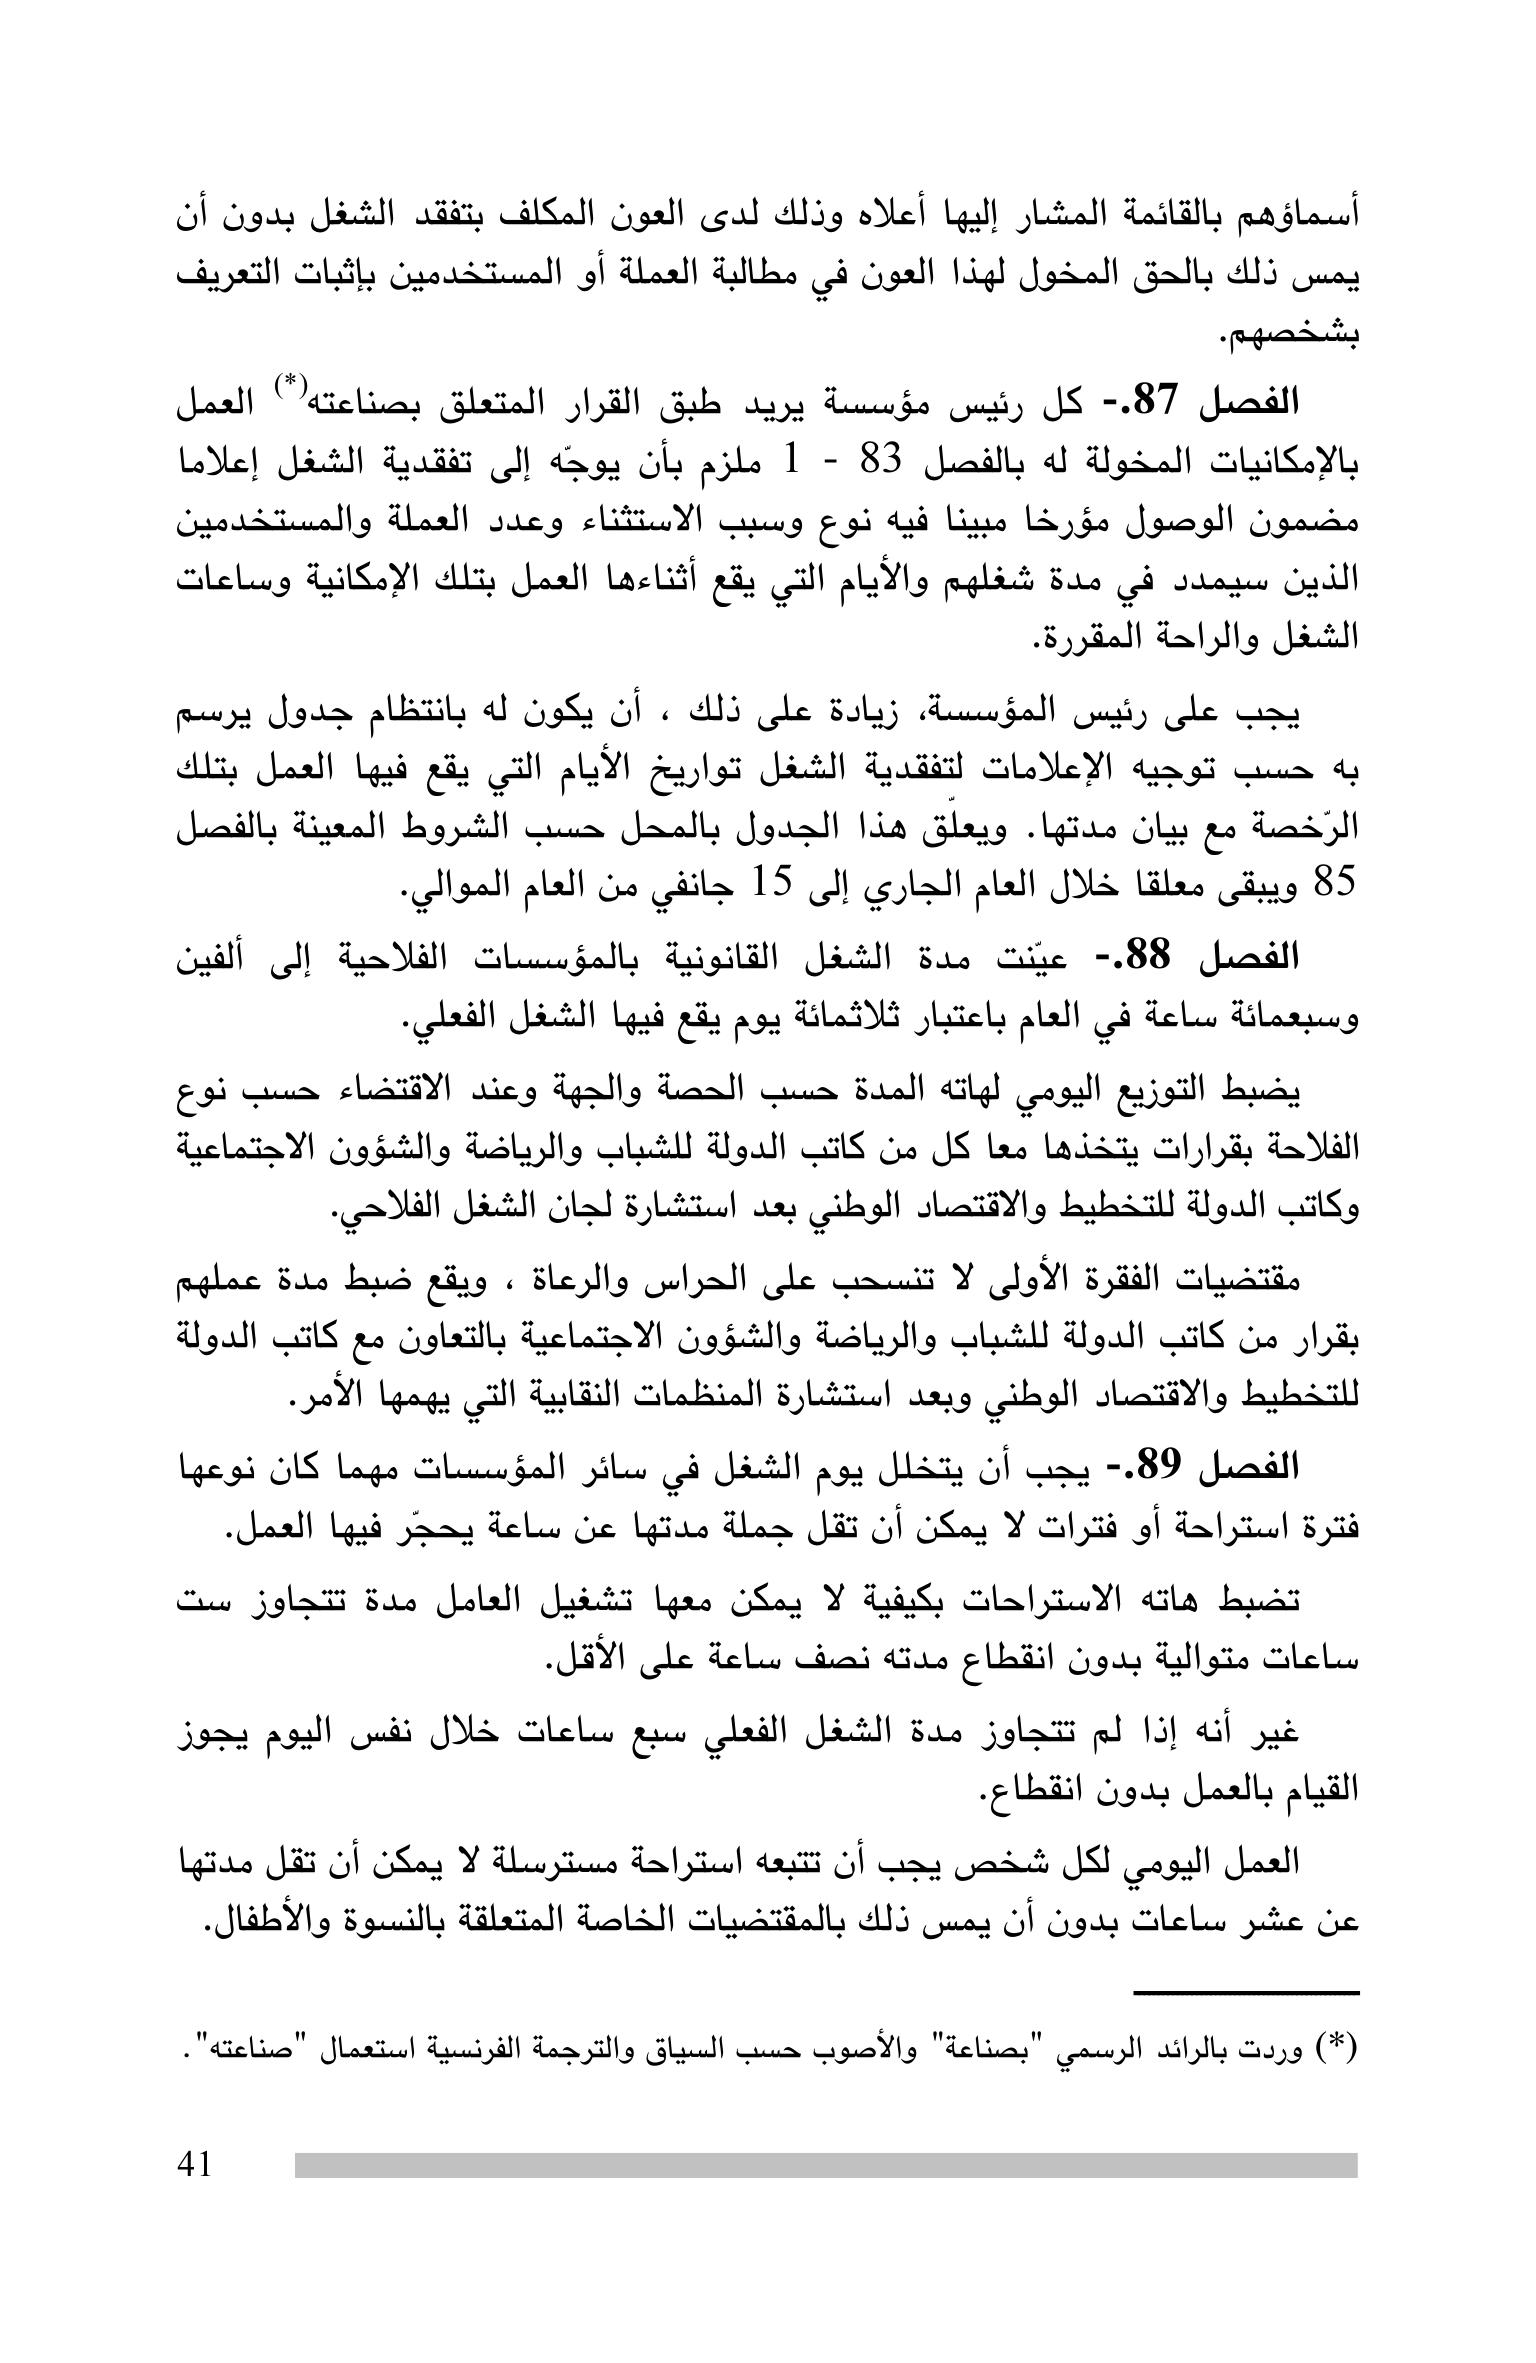 أسماؤهم بالقائمة المشار إليها أعلاه وذلك لدى العون المكلف بتفقد الشغل بدون أن
يمس ذلك بالحق المخول لهذا العون في مطالبة العملة أو المستخدمين بإثبات التعريف
بشخصهم.
الفصل 87.- كل رئيس مؤسسة يريد طبق القرار المتعلق بصناعته(*) العمل
بالإمكانيات المخولة له بالفصل 83 - 1 ملزم بأن يوجّه إلى تفقدية الشغل إعلاما
مضمون الوصول مؤرخا مبينا فيه نوع وسبب الاستثناء وعدد العملة والمستخدمين
الذين سيمدد في مدة شغلهم والأيام التي يقع أثناءها العمل بتلك الإمكانية وساعات
الشغل والراحة المقررة.
يجب على رئيس المؤسسة، زيادة على ذلك ، أن يكون له بانتظام جدول يرسم
به حسب توجيه الإعلامات لتفقدية الشغل تواريخ الأيام التي يقع فيها العمل بتلك
الرّخصة مع بيان مدتها. ويعلّق هذا الجدول بالمحل حسب الشروط المعينة بالفصل
85 ويبقى معلقا خلال العام الجاري إلى 15 جانفي من العام الموالي.
الفصل 88.- عيّنت مدة الشغل القانونية بالمؤسسات الفلاحية إلى ألفين
وسبعمائة ساعة في العام باعتبار ثلاثمائة يوم يقع فيها الشغل الفعلي.
يضبط التوزيع اليومي لهاته المدة حسب الحصة والجهة وعند الاقتضاء حسب نوع
الفلاحة بقرارات يتخذها معا كل من كاتب الدولة للشباب والرياضة والشؤون الاجتماعية
وكاتب الدولة للتخطيط والاقتصاد الوطني بعد استشارة لجان الشغل الفلاحي.
مقتضيات الفقرة الأولى لا تنسحب على الحراس والرعاة ، ويقع ضبط مدة عملهم
بقرار من كاتب الدولة للشباب والرياضة والشؤون الاجتماعية بالتعاون مع كاتب الدولة
للتخطيط والاقتصاد الوطني وبعد استشارة المنظمات النقابية التي يهمها الأمر.
الفصل 89.- يجب أن يتخلل يوم الشغل في سائر المؤسسات مهما كان نوعها
فترة استراحة أو فترات لا يمكن أن تقل جملة مدتها عن ساعة يحجّر فيها العمل.
تضبط هاته الاستراحات بكيفية لا يمكن معها تشغيل العامل مدة تتجاوز ست
ساعات متوالية بدون انقطاع مدته نصف ساعة على الأقل.
غير أنه إذا لم تتجاوز مدة الشغل الفعلي سبع ساعات خلال نفس اليوم يجوز
القيام بالعمل بدون انقطاع.
العمل اليومي لكل شخص يجب أن تتبعه استراحة مسترسلة لا يمكن أن تقل مدتها
عن عشر ساعات بدون أن يمس ذلك بالمقتضيات الخاصة المتعلقة بالنسوة والأطفال.
(*) وردت بالرائد الرسمي "بصناعة" والأصوب حسب السياق والترجمة الفرنسية استعمال "صناعته".
41